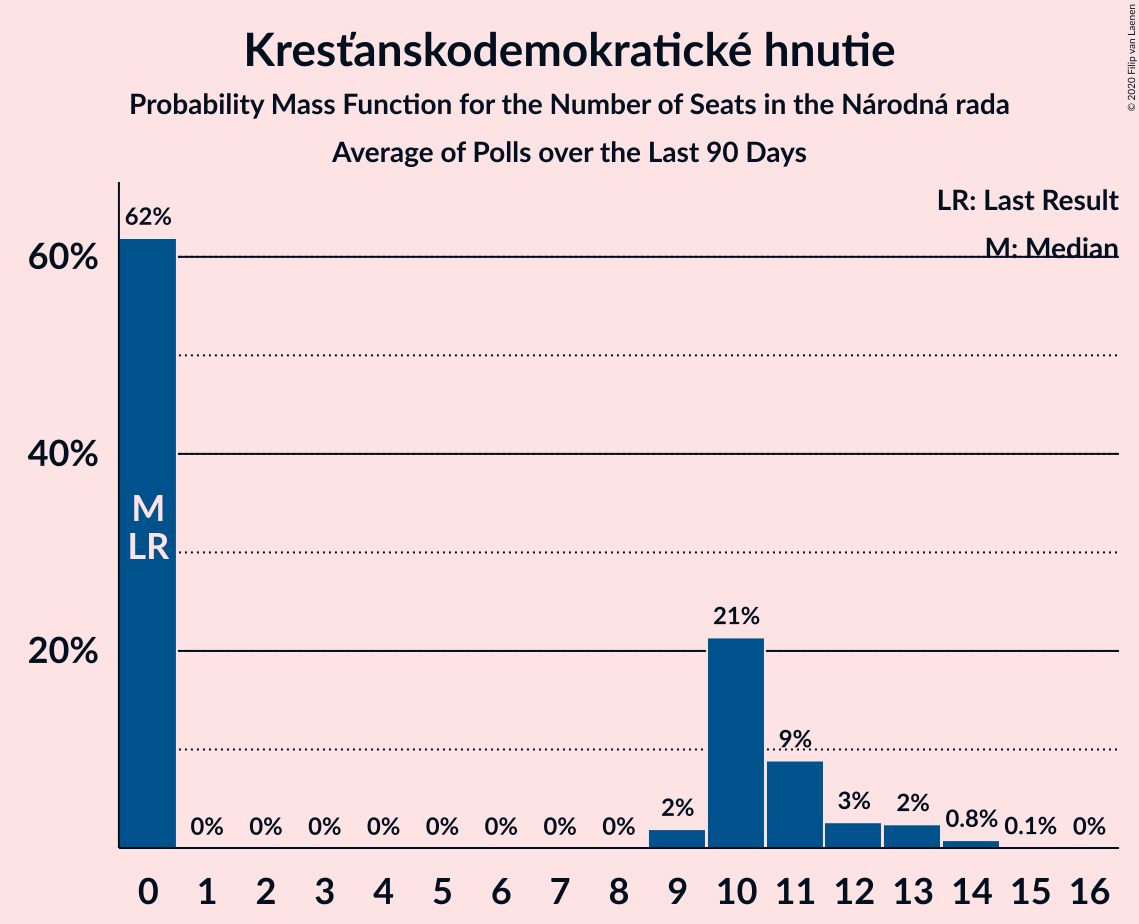 Kresťanskodemokratické hnutie
Probability Mass Function for the Number of Seats in the Národná rada
Average of Polls over the Last 90 Days
© 2020 Filip van Laenen
LR: Last Result
M: Median
62%
60%
40%
20%
M
LR
0% 0% 0% 0% 0% 0% 0% 0% 2% 21% 9% 3% 2% 0.8% 0.1% 0%
0 1 2 3 4 5 6 7 8 9 10 11 12 13 14 15 16